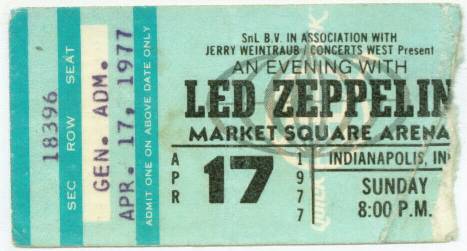 18396
SEC ROW SEAT
GEN. ADM.
APR. 17, 1977
ADMIT ONE ON ABOVE DATE ONLY
SnL B.V. IN ASSOCIATION WITH
JERRY WEINTRAUB / CONCERTS WEST Present
AN EVENING WITH
LED ZEPPELIN
MARKET SQUARE ARENA
INDIANAPOLIS, IN
APR 17 1977
SUNDAY
8:00 P.M.